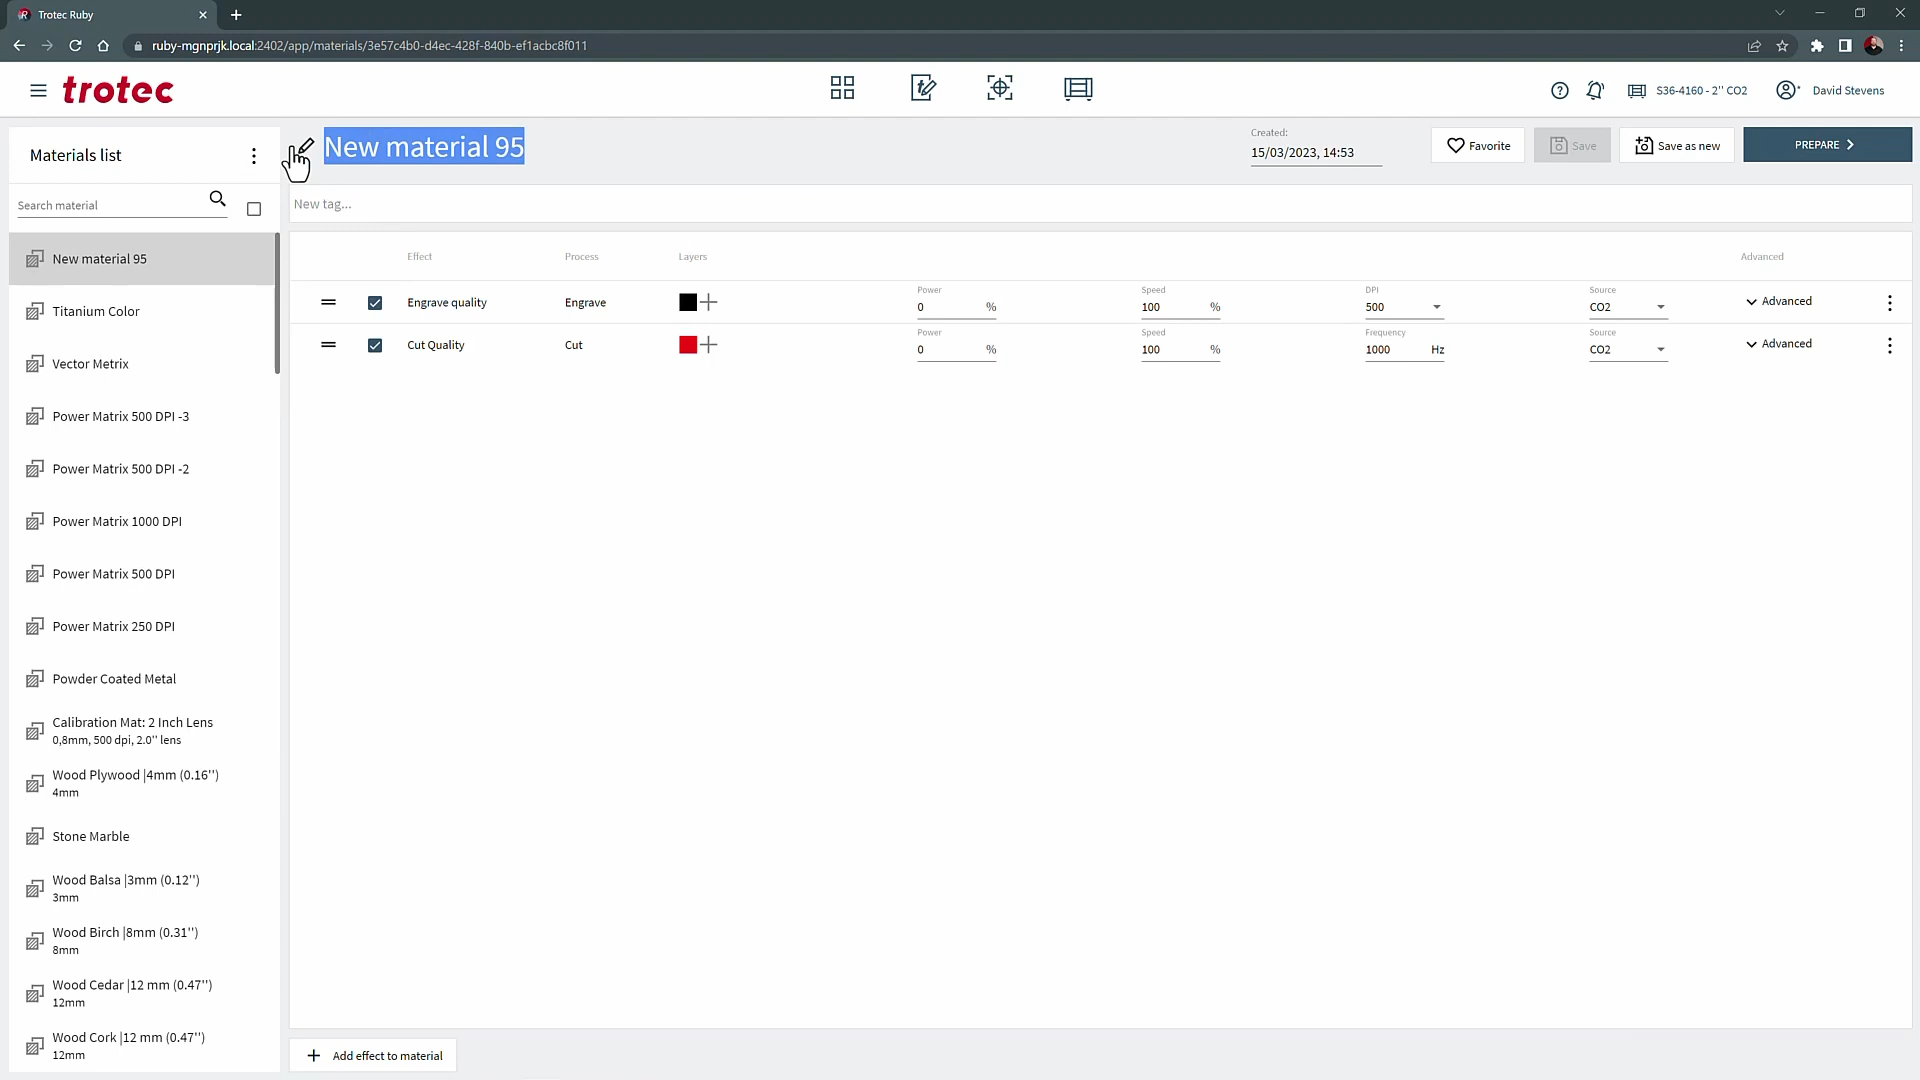 Trotec Ruby
ruby-mgnprjk.local:2402/app/materials/3e57c4b0-d4ec-428f-840b-ef1acbc8f011
trotec
S36-4160 - 2'' CO2
David Stevens
Materials list
New material 95
Created:
15/03/2023, 14:53
Favorite
Save
Save as new
PREPARE
Search material
New tag...
New material 95
Titanium Color
Vector Metrix
Power Matrix 500 DPI -3
Power Matrix 500 DPI -2
Power Matrix 1000 DPI
Power Matrix 500 DPI
Power Matrix 250 DPI
Powder Coated Metal
Calibration Mat: 2 Inch Lens
0,8mm, 500 dpi, 2.0'' lens
Wood Plywood |4mm (0.16'')
4mm
Stone Marble
Wood Balsa |3mm (0.12'')
3mm
Wood Birch |8mm (0.31'')
8mm
Wood Cedar |12 mm (0.47'')
12mm
Wood Cork |12 mm (0.47'')
12mm
Effect Process Layers Advanced
Power Speed DPI Source
Engrave quality Engrave 0 % 100 % 500 CO2 Advanced
Power Speed Frequency Source
Cut Quality Cut 0 % 100 % 1000 Hz CO2 Advanced
Add effect to material